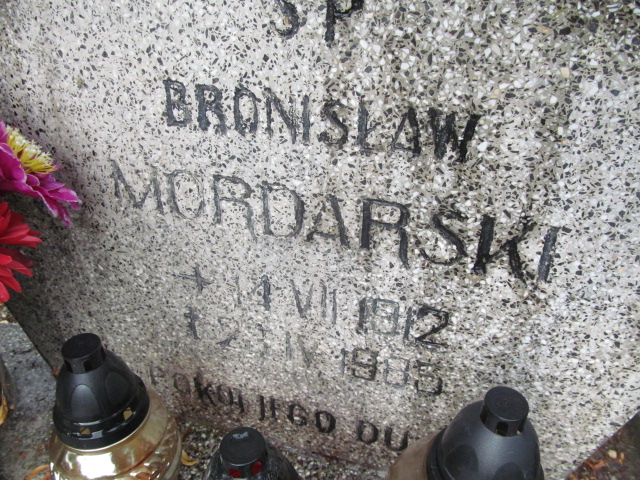 SP
BRONISŁAW
MORDARSKI
* 14 VII 1912
† IV 1985
POKÓJ JEGO DU